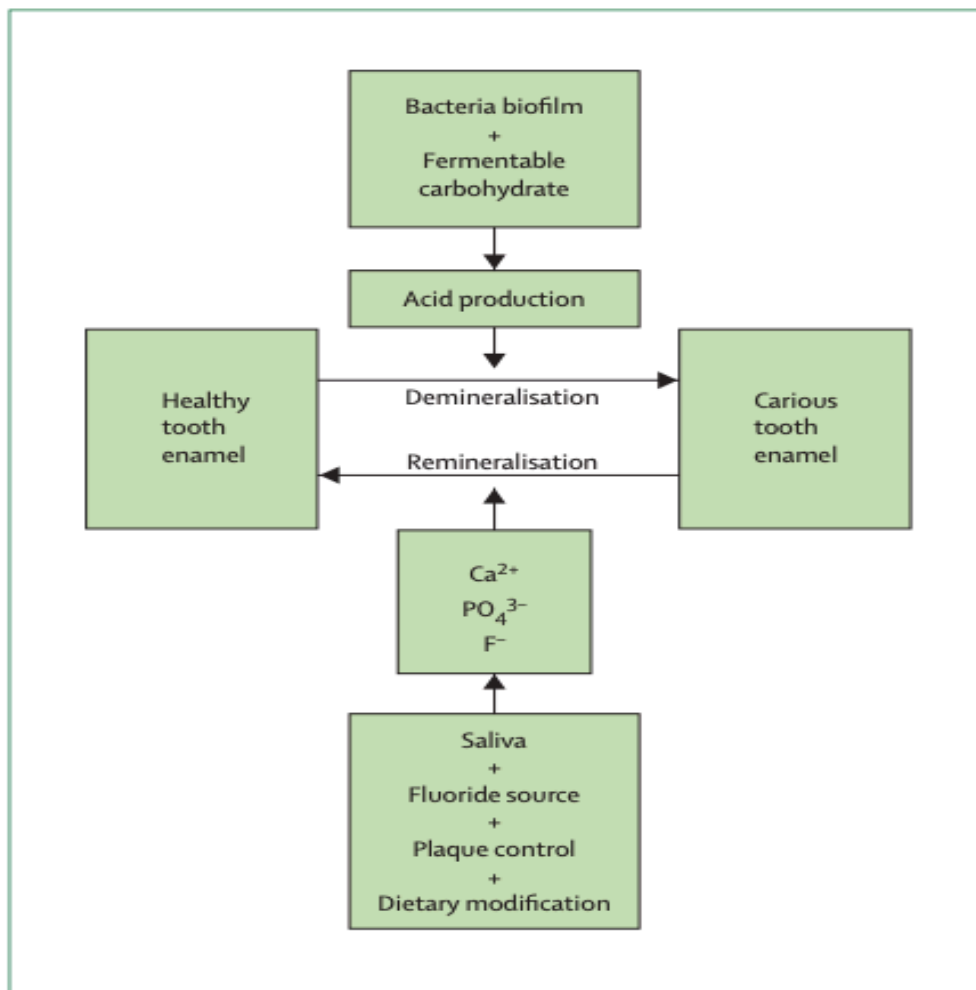 Bacteria biofilm
+
Fermentable
carbohydrate
Acid production
Healthy
tooth
enamel
Demineralisation
Remineralisation
Carious
tooth
enamel
Ca²⁺
PO₄³⁻
F⁻
Saliva
+
Fluoride source
+
Plaque control
+
Dietary modification